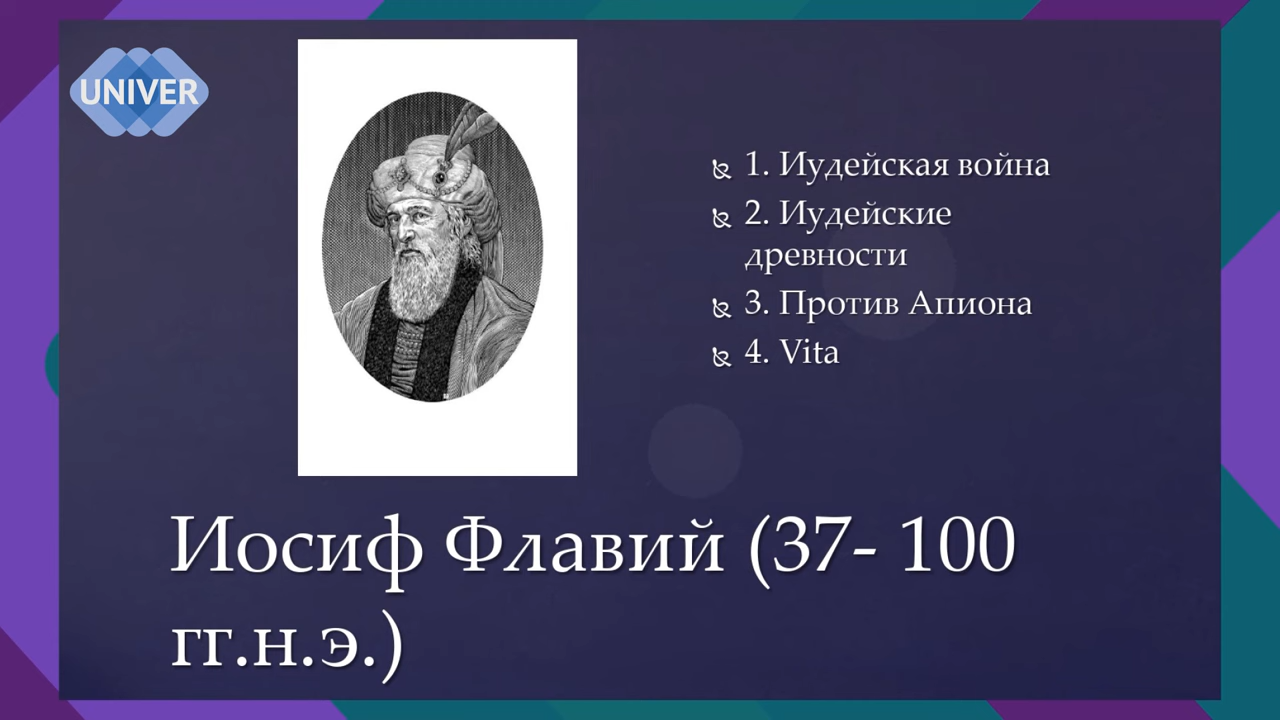 UNIVER
1. Иудейская война
2. Иудейские
древности
3. Против Апиона
4. Vita
Иосиф Флавий (37- 100
гг.н.э.)